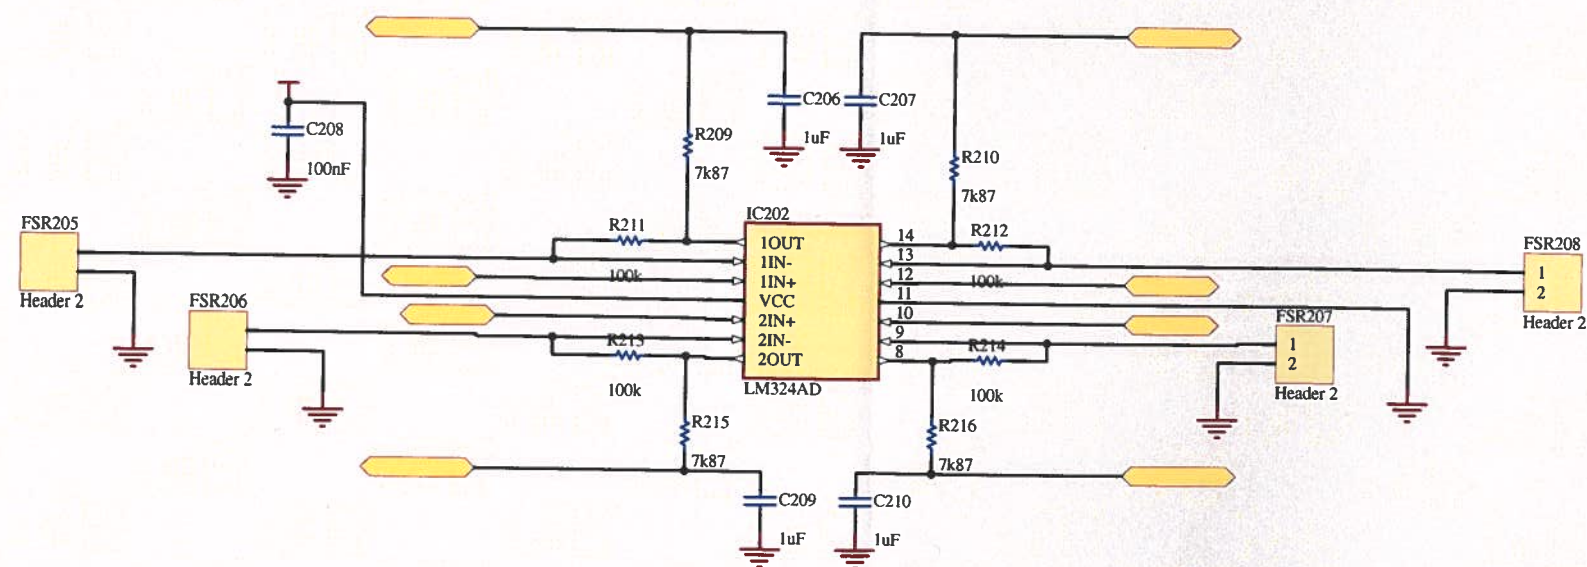 C206
1uF
C207
1uF
C208
100nF
R209
7k87
R210
7k87
FSR205
Header 2
FSR206
Header 2
R211
100k
IC202
1OUT
1IN-
1IN+
VCC
2IN+
2IN-
2OUT
LM324AD
14
13
12
11
10
9
8
R212
100k
FSR208
1
2
Header 2
FSR207
1
2
Header 2
R213
100k
R214
100k
R215
7k87
R216
7k87
C209
1uF
C210
1uF